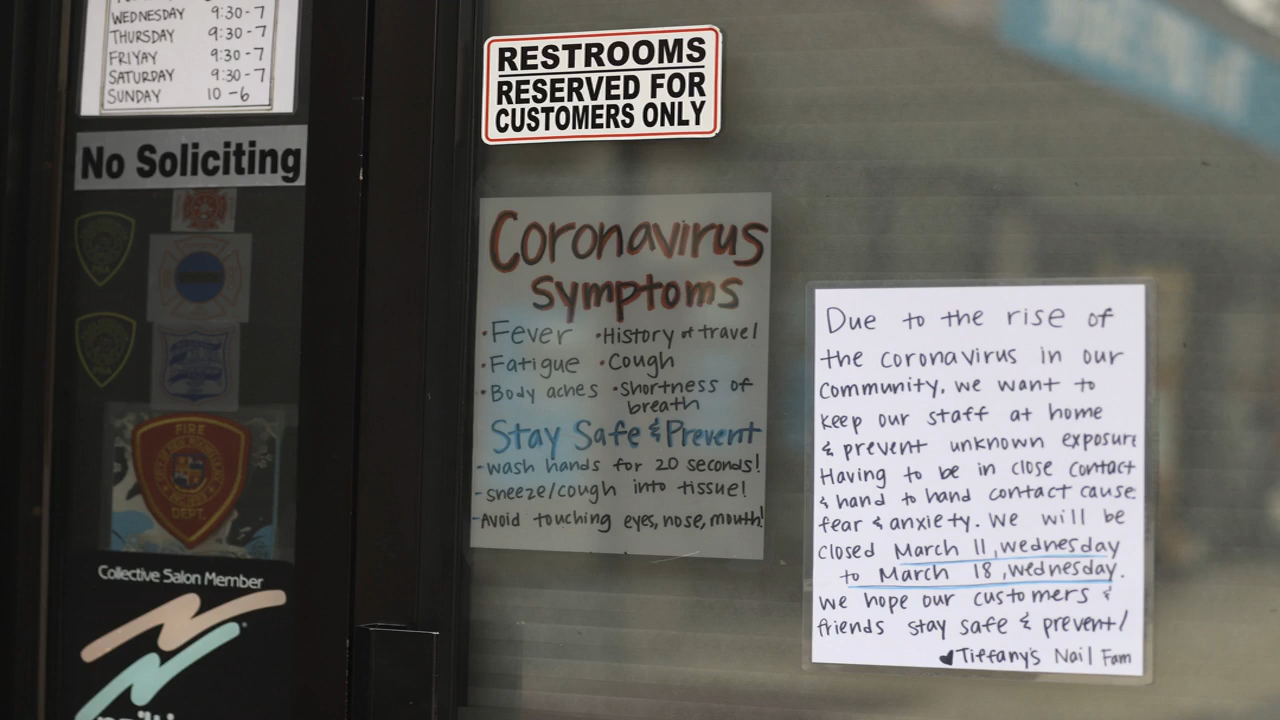 WEDNESDAY 9:30-7
THURSDAY 9:30-7
FRIYAY 9:30-7
SATURDAY 9:30-7
SUNDAY 10-6
No Soliciting
FIRE
DEPT.
Collective Salon Member
RESTROOMS
RESERVED FOR
CUSTOMERS ONLY
Coronavirus
Symptoms
• Fever • History of travel
• Fatigue • Cough
• Body aches • Shortness of
breath
Stay Safe & Prevent
- wash hands for 20 seconds!
- sneeze/cough into tissue!
- Avoid touching eyes, nose, mouth!
Due to the rise of
the coronavirus in our
community. we want to
keep our staff at home
& prevent unknown exposure
Having to be in close contact
& hand to hand contact cause
fear & anxiety. We will be
closed March 11, wednesday
to March 18, wednesday.
we hope our customers &
friends stay safe & prevent!
♥Tiffany's Nail Fam